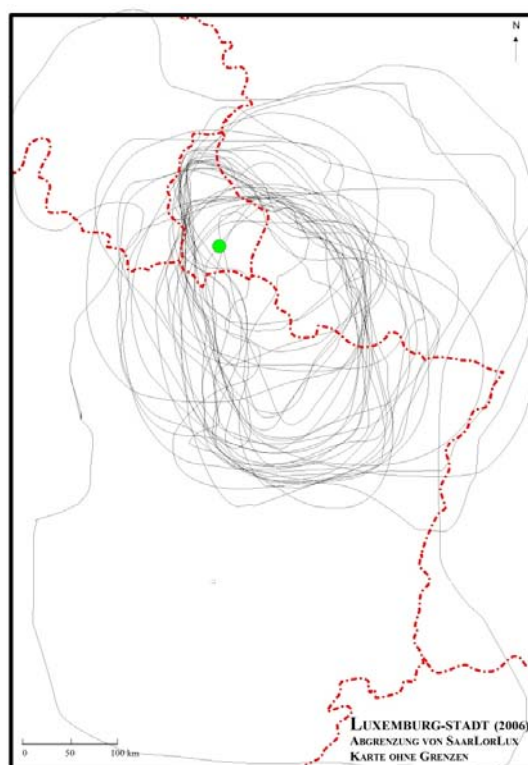 N
LUXEMBURG-STADT (2006)
ABGRENZUNG VON SAARLORLUX
KARTE OHNE GRENZEN
0 50 100 km